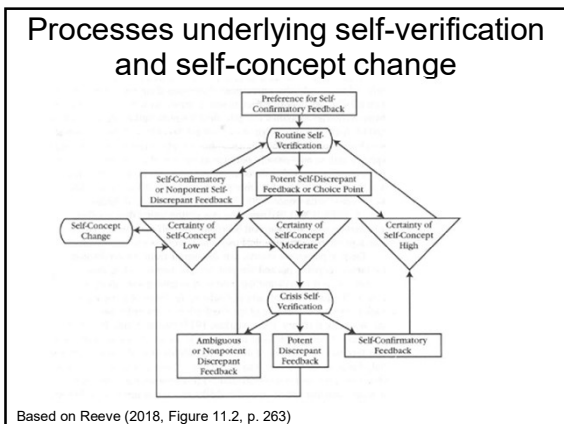 Processes underlying self-verification
and self-concept change
Preference for Self-
Confirmatory Feedback
Routine Self-
Verification
Self-Confirmatory
or Nonpotent Self-
Discrepant Feedback
Potent Self-Discrepant
Feedback or Choice Point
Self-Concept
Change
Certainty of
Self-Concept
Low
Certainty of
Self-Concept
Moderate
Certainty of
Self-Concept
High
Crisis Self-
Verification
Ambiguous
or Nonpotent
Discrepant
Feedback
Potent
Discrepant
Feedback
Self-Confirmatory
Feedback
Based on Reeve (2018, Figure 11.2, p. 263)